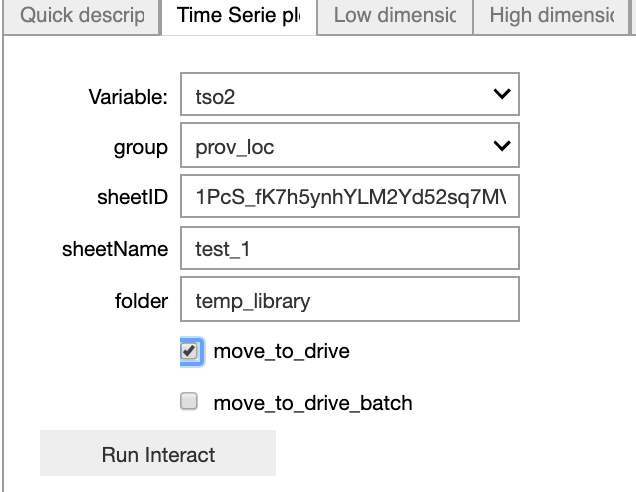 Quick descrip Time Serie pl Low dimensic High dimensic
Variable: tso2
group prov_loc
sheetID 1PcS_fK7h5ynhYLM2Yd52sq7M\
sheetName test_1
folder temp_library
move_to_drive
move_to_drive_batch
Run Interact